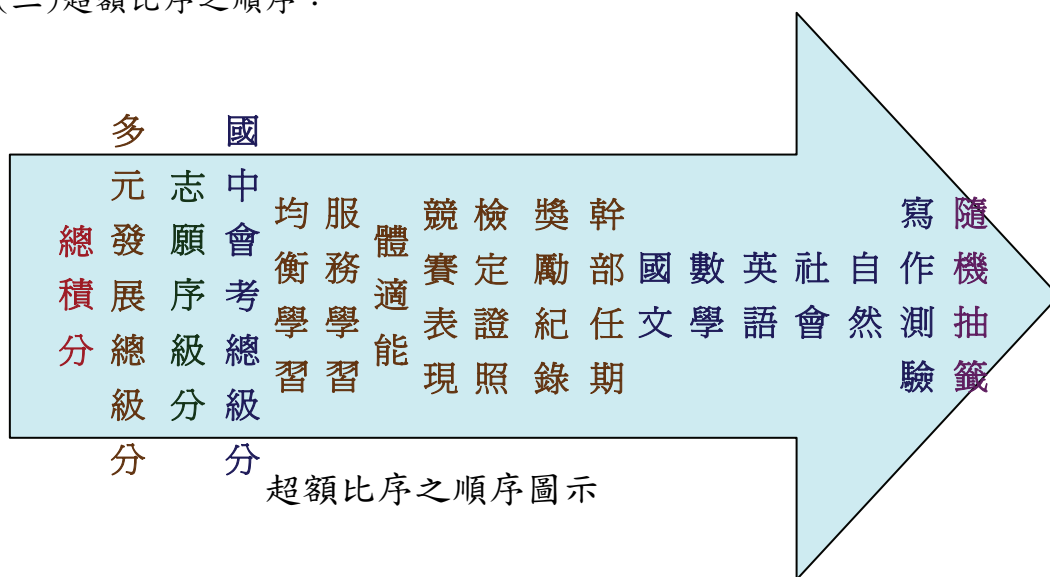 (二)超額比序之順序：
總積分
多元發展總級分
志願序級分
國中會考總級分
均衡學習
服務學習
體適能
競賽表現
檢定證照
獎勵紀錄
幹部任期
國文
數學
英語
社會
自然
寫作測驗
隨機抽籤
超額比序之順序圖示